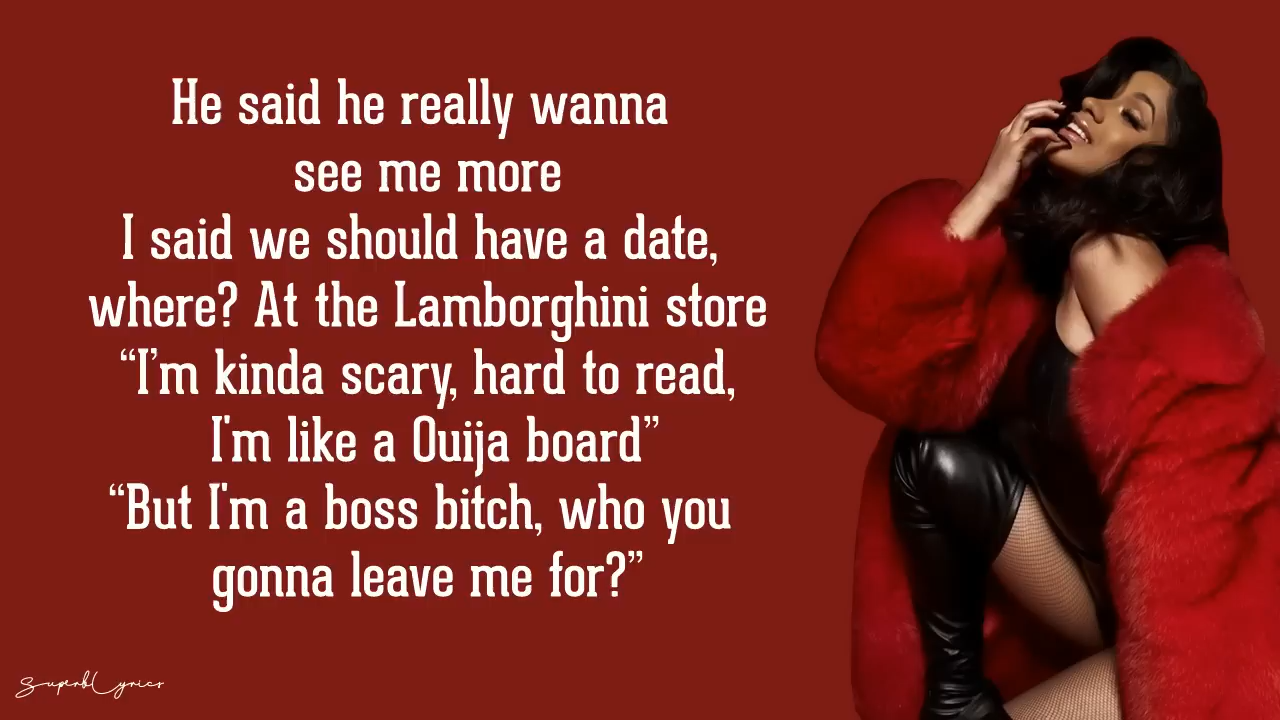 He said he really wanna
see me more
I said we should have a date,
where? At the Lamborghini store
“I’m kinda scary, hard to read,
I'm like a Ouija board”
“But I'm a boss bitch, who you
gonna leave me for?”
SuperbLyrics